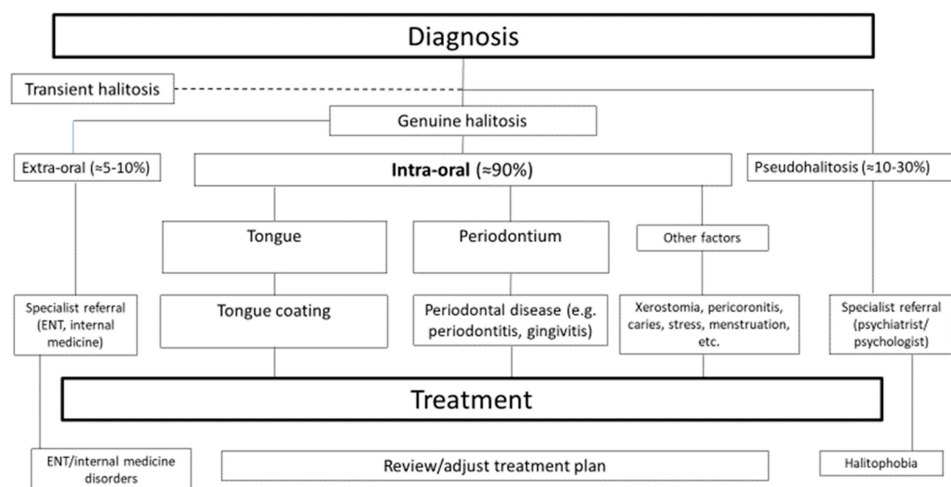 Diagnosis
Transient halitosis
Genuine halitosis
Extra-oral (≈5-10%)
Intra-oral (≈90%)
Pseudohalitosis (≈10-30%)
Tongue
Periodontium
Other factors
Specialist referral
(ENT, internal
medicine)
Tongue coating
Periodontal disease (e.g.
periodontitis, gingivitis)
Xerostomia, pericoronitis,
caries, stress, menstruation,
etc.
Specialist referral
(psychiatrist/
psychologist)
Treatment
ENT/internal medicine
disorders
Review/adjust treatment plan
Halitophobia